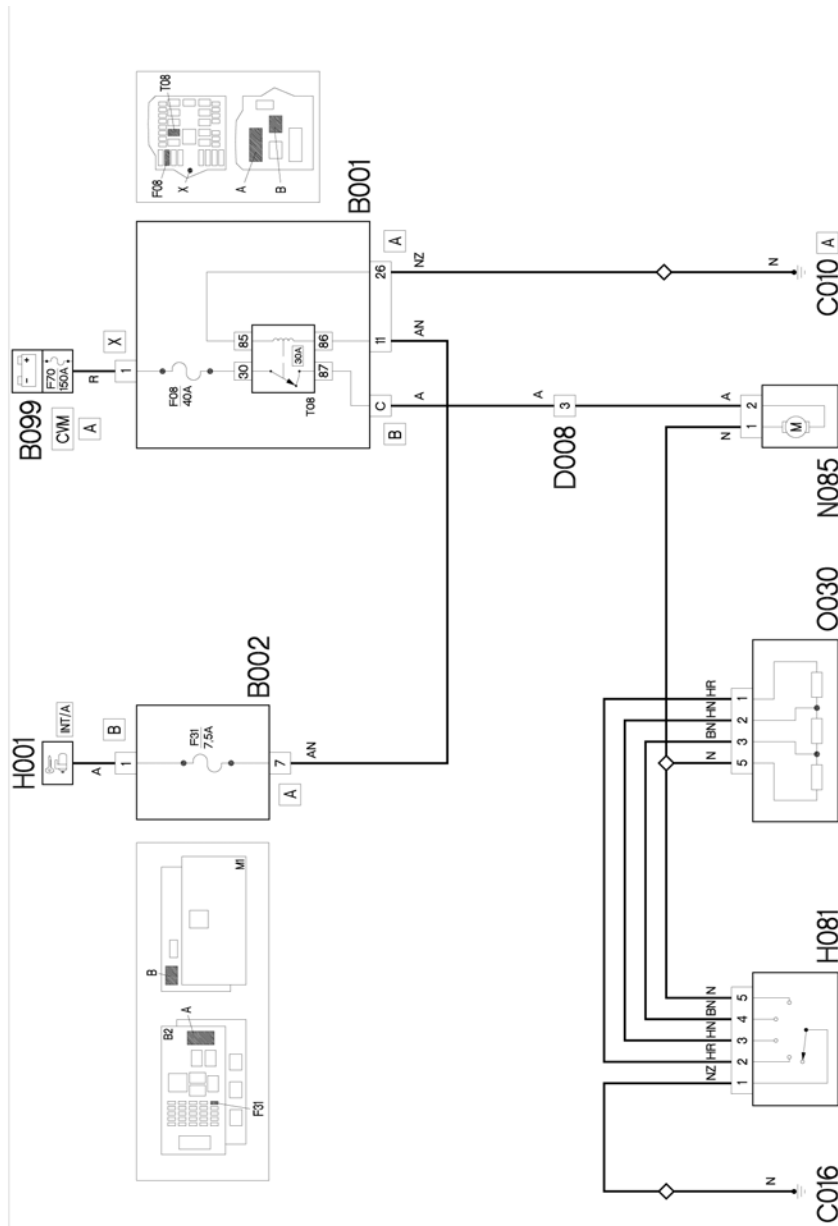 H001
INT/A
A
1
B
F31
7,5A
7
A
AN
B002
B2
A
F31
B
M1
B099
F70
150A
CVM
A
R
1
X
F08
40A
30
85
30A
87
86
T08
C
11
26
B
A
B001
A
AN
NZ
F08
T08
X
A
B
A
D008
3
A
N
C010
A
N
A
1
2
M
N085
HR
HN
BN
N
1
2
3
5
O030
NZ
HR
HN
BN
N
1
2
3
4
5
H081
N
C016